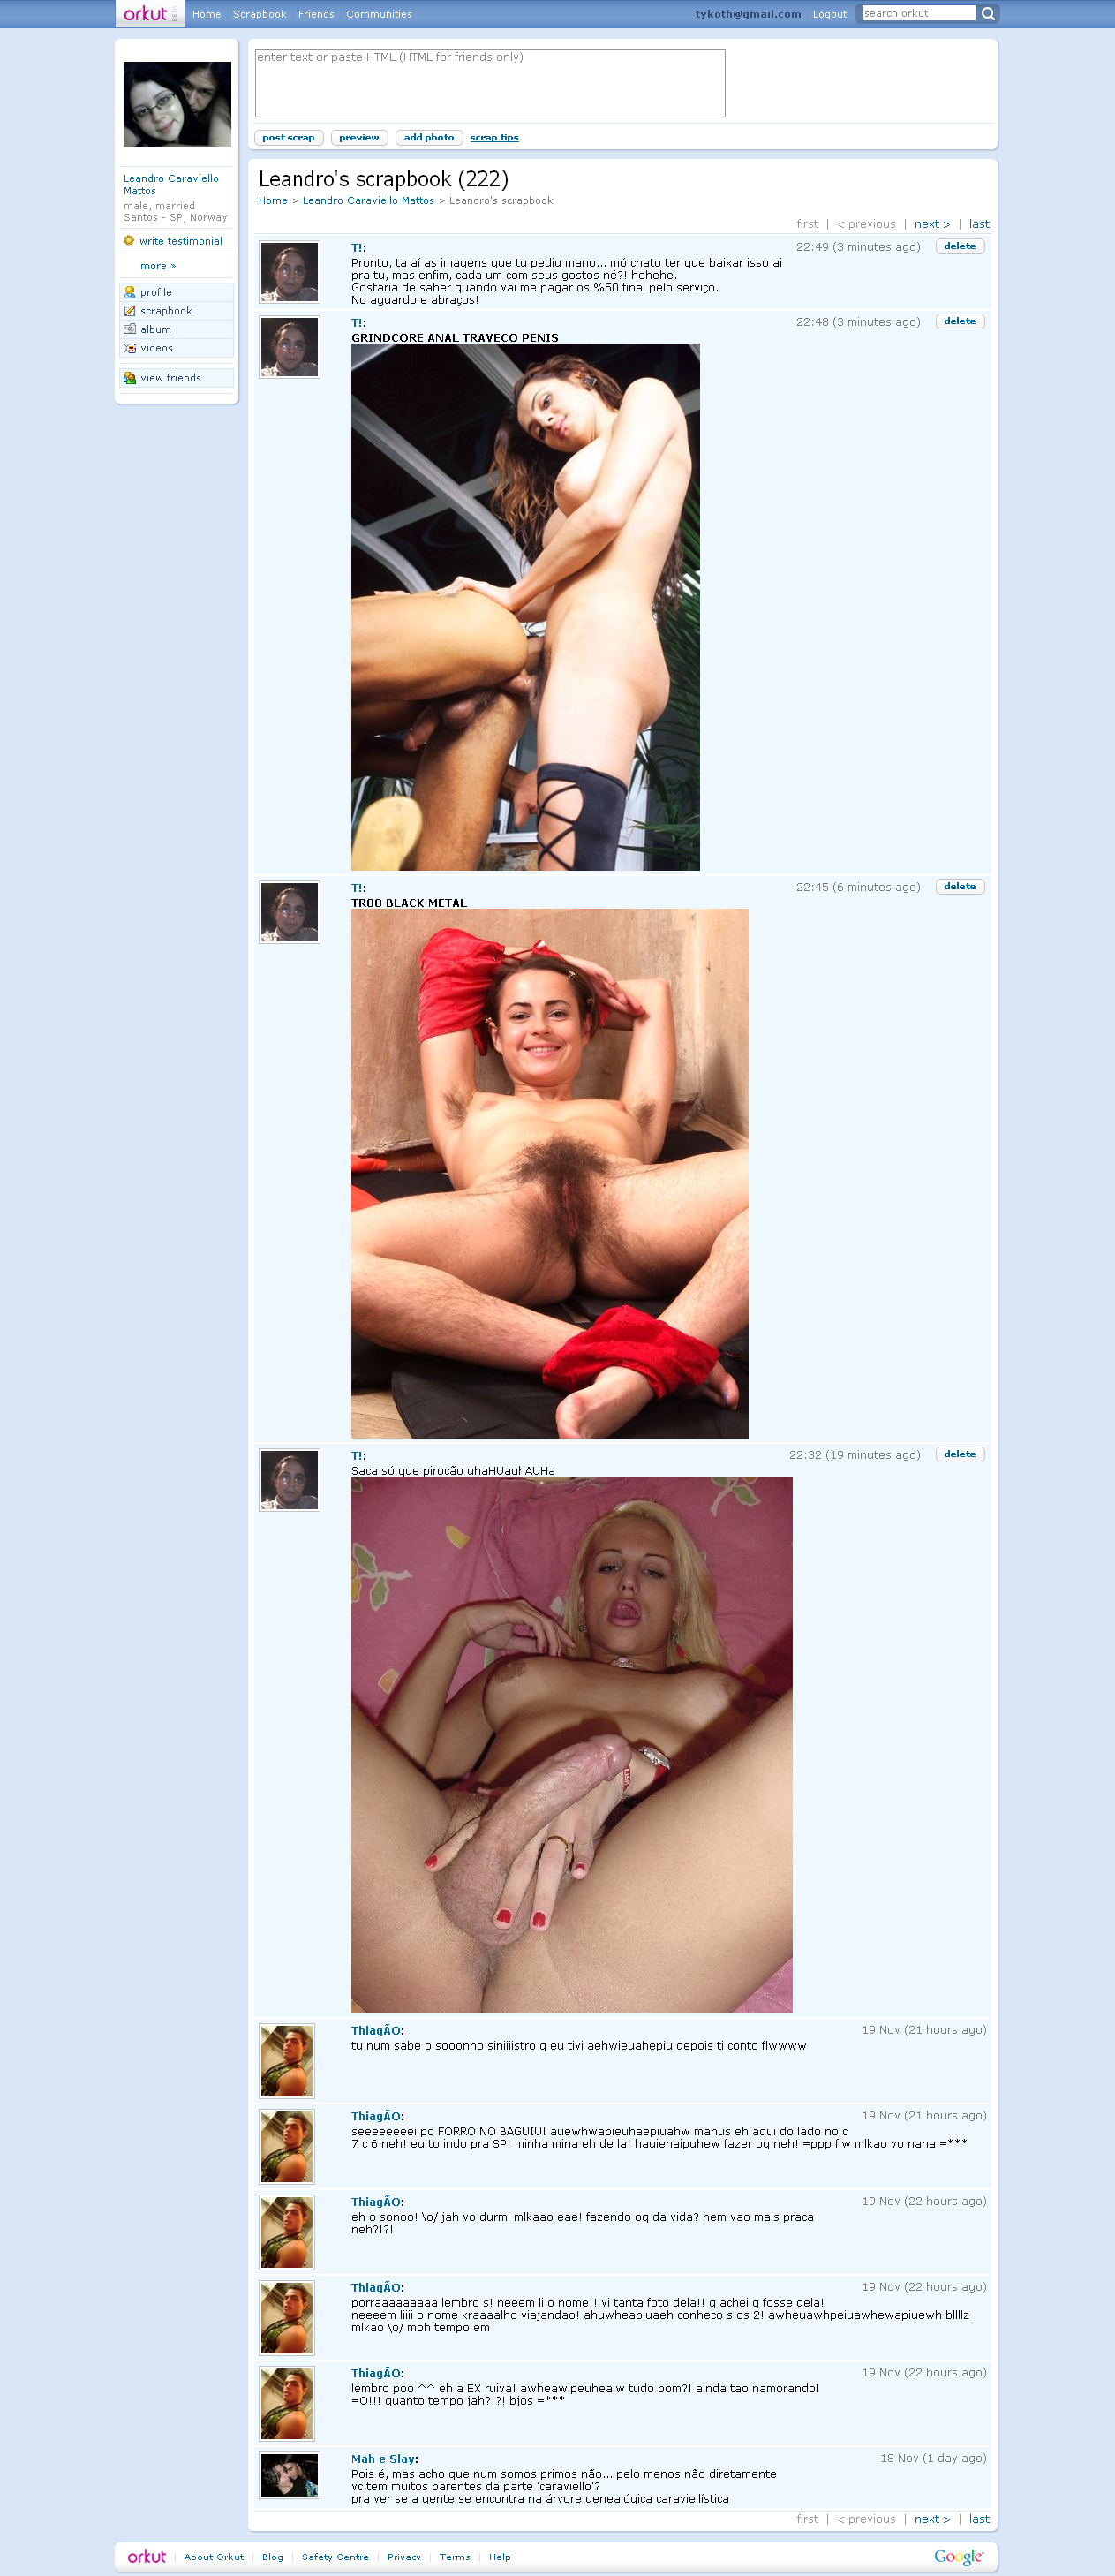 orkut BETA Home Scrapbook Friends Communities tykoth@gmail.com Logout search orkut
enter text or paste HTML (HTML for friends only)
post scrap preview add photo scrap tips
Leandro Caraviello
Mattos
male, married
Santos - SP, Norway
write testimonial
more »
profile
scrapbook
album
videos
view friends
Leandro's scrapbook (222)
Home > Leandro Caraviello Mattos > Leandro's scrapbook
first | < previous | next > | last
T!: 22:49 (3 minutes ago) delete
Pronto, ta aí as imagens que tu pediu mano... mó chato ter que baixar isso ai
pra tu, mas enfim, cada um com seus gostos né?! hehehe.
Gostaria de saber quando vai me pagar os %50 final pelo serviço.
No aguardo e abraços!
T!: 22:48 (3 minutes ago) delete
GRINDCORE ANAL TRAVECO PENIS
T!: 22:45 (6 minutes ago) delete
TR00 BLACK METAL
T!: 22:32 (19 minutes ago) delete
Saca só que pirocão uhaHUauhAUHa
ThiagÃO: 19 Nov (21 hours ago)
tu num sabe o sooonho siniiiistro q eu tivi aehwieuahepiu depois ti conto flwwww
ThiagÃO: 19 Nov (21 hours ago)
seeeeeeeei po FORRO NO BAGUIU! auewhwapieuhaepiuahw manus eh aqui do lado no c
7 c 6 neh! eu to indo pra SP! minha mina eh de la! hauiehaipuhew fazer oq neh! =ppp flw mlkao vo nana =***
ThiagÃO: 19 Nov (22 hours ago)
eh o sonoo! \o/ jah vo durmi mlkaao eae! fazendo oq da vida? nem vao mais praca
neh?!?!
ThiagÃO: 19 Nov (22 hours ago)
porraaaaaaaaa lembro s! neeem li o nome!! vi tanta foto dela!! q achei q fosse dela!
neeeem liiii o nome kraaaalho viajandao! ahuwheapiuaeh conheco s os 2! awheuawhpeiuawhewapiuewh bllllz
mlkao \o/ moh tempo em
ThiagÃO: 19 Nov (22 hours ago)
lembro poo ^^ eh a EX ruiva! awheawipeuheaiw tudo bom?! ainda tao namorando!
=O!!! quanto tempo jah?!?! bjos =***
Mah e Slay: 18 Nov (1 day ago)
Pois é, mas acho que num somos primos não... pelo menos não diretamente
vc tem muitos parentes da parte 'caraviello'?
pra ver se a gente se encontra na árvore genealógica caraviellística
first | < previous | next > | last
orkut | About Orkut | Blog | Safety Centre | Privacy | Terms | Help Google